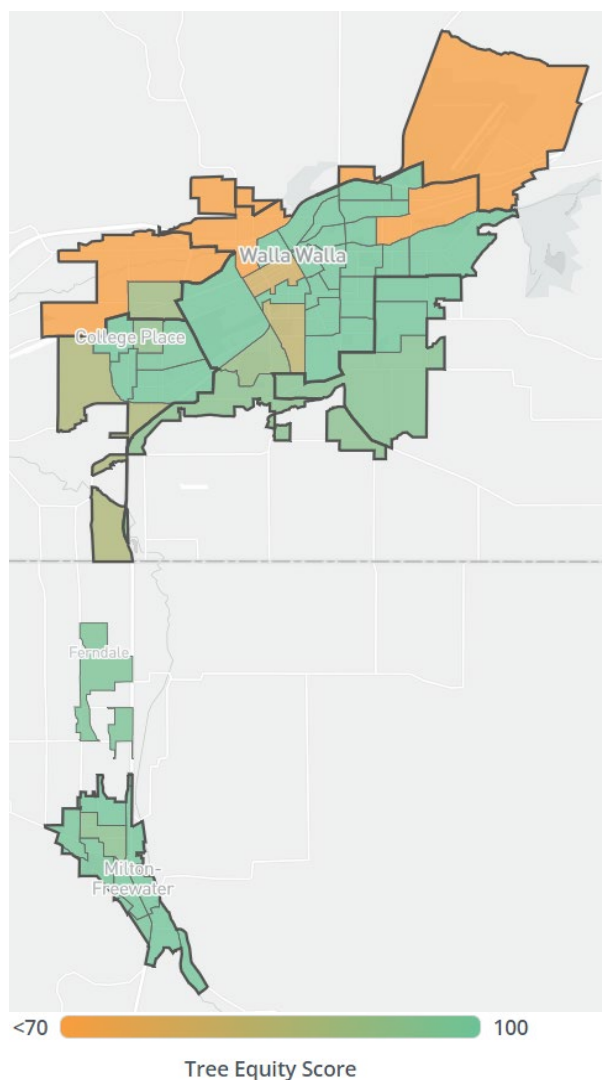 Walla Walla
College Place
Ferndale
Milton-
Freewater
<70 100
Tree Equity Score